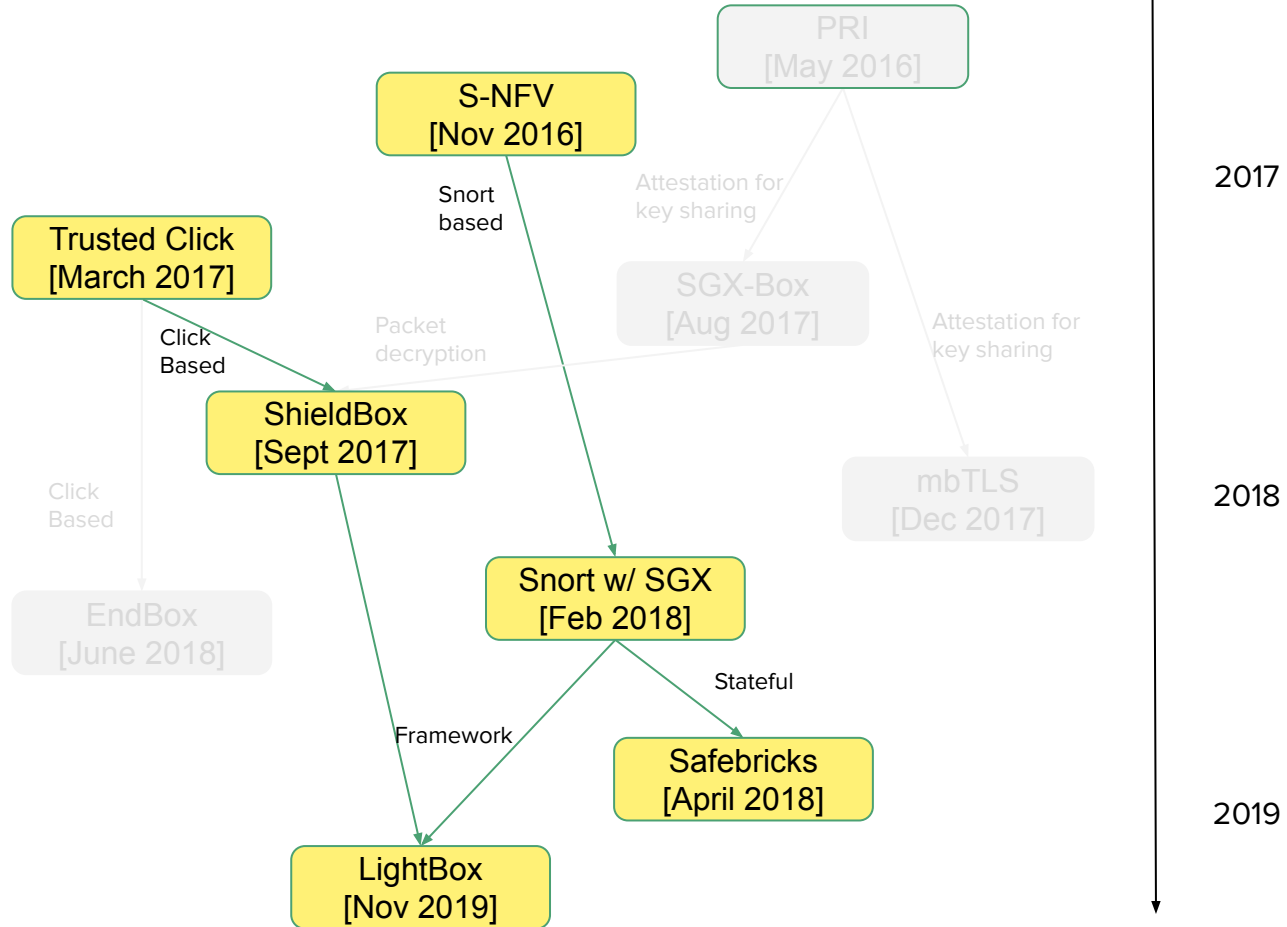 PRI
[May 2016]
S-NFV
[Nov 2016]
2017
Attestation for
key sharing
Snort
based
Trusted Click
[March 2017]
SGX-Box
[Aug 2017]
Attestation for
key sharing
Packet
decryption
Click
Based
ShieldBox
[Sept 2017]
mbTLS
[Dec 2017]
2018
Click
Based
Snort w/ SGX
[Feb 2018]
EndBox
[June 2018]
Stateful
Framework
Safebricks
[April 2018]
2019
LightBox
[Nov 2019]